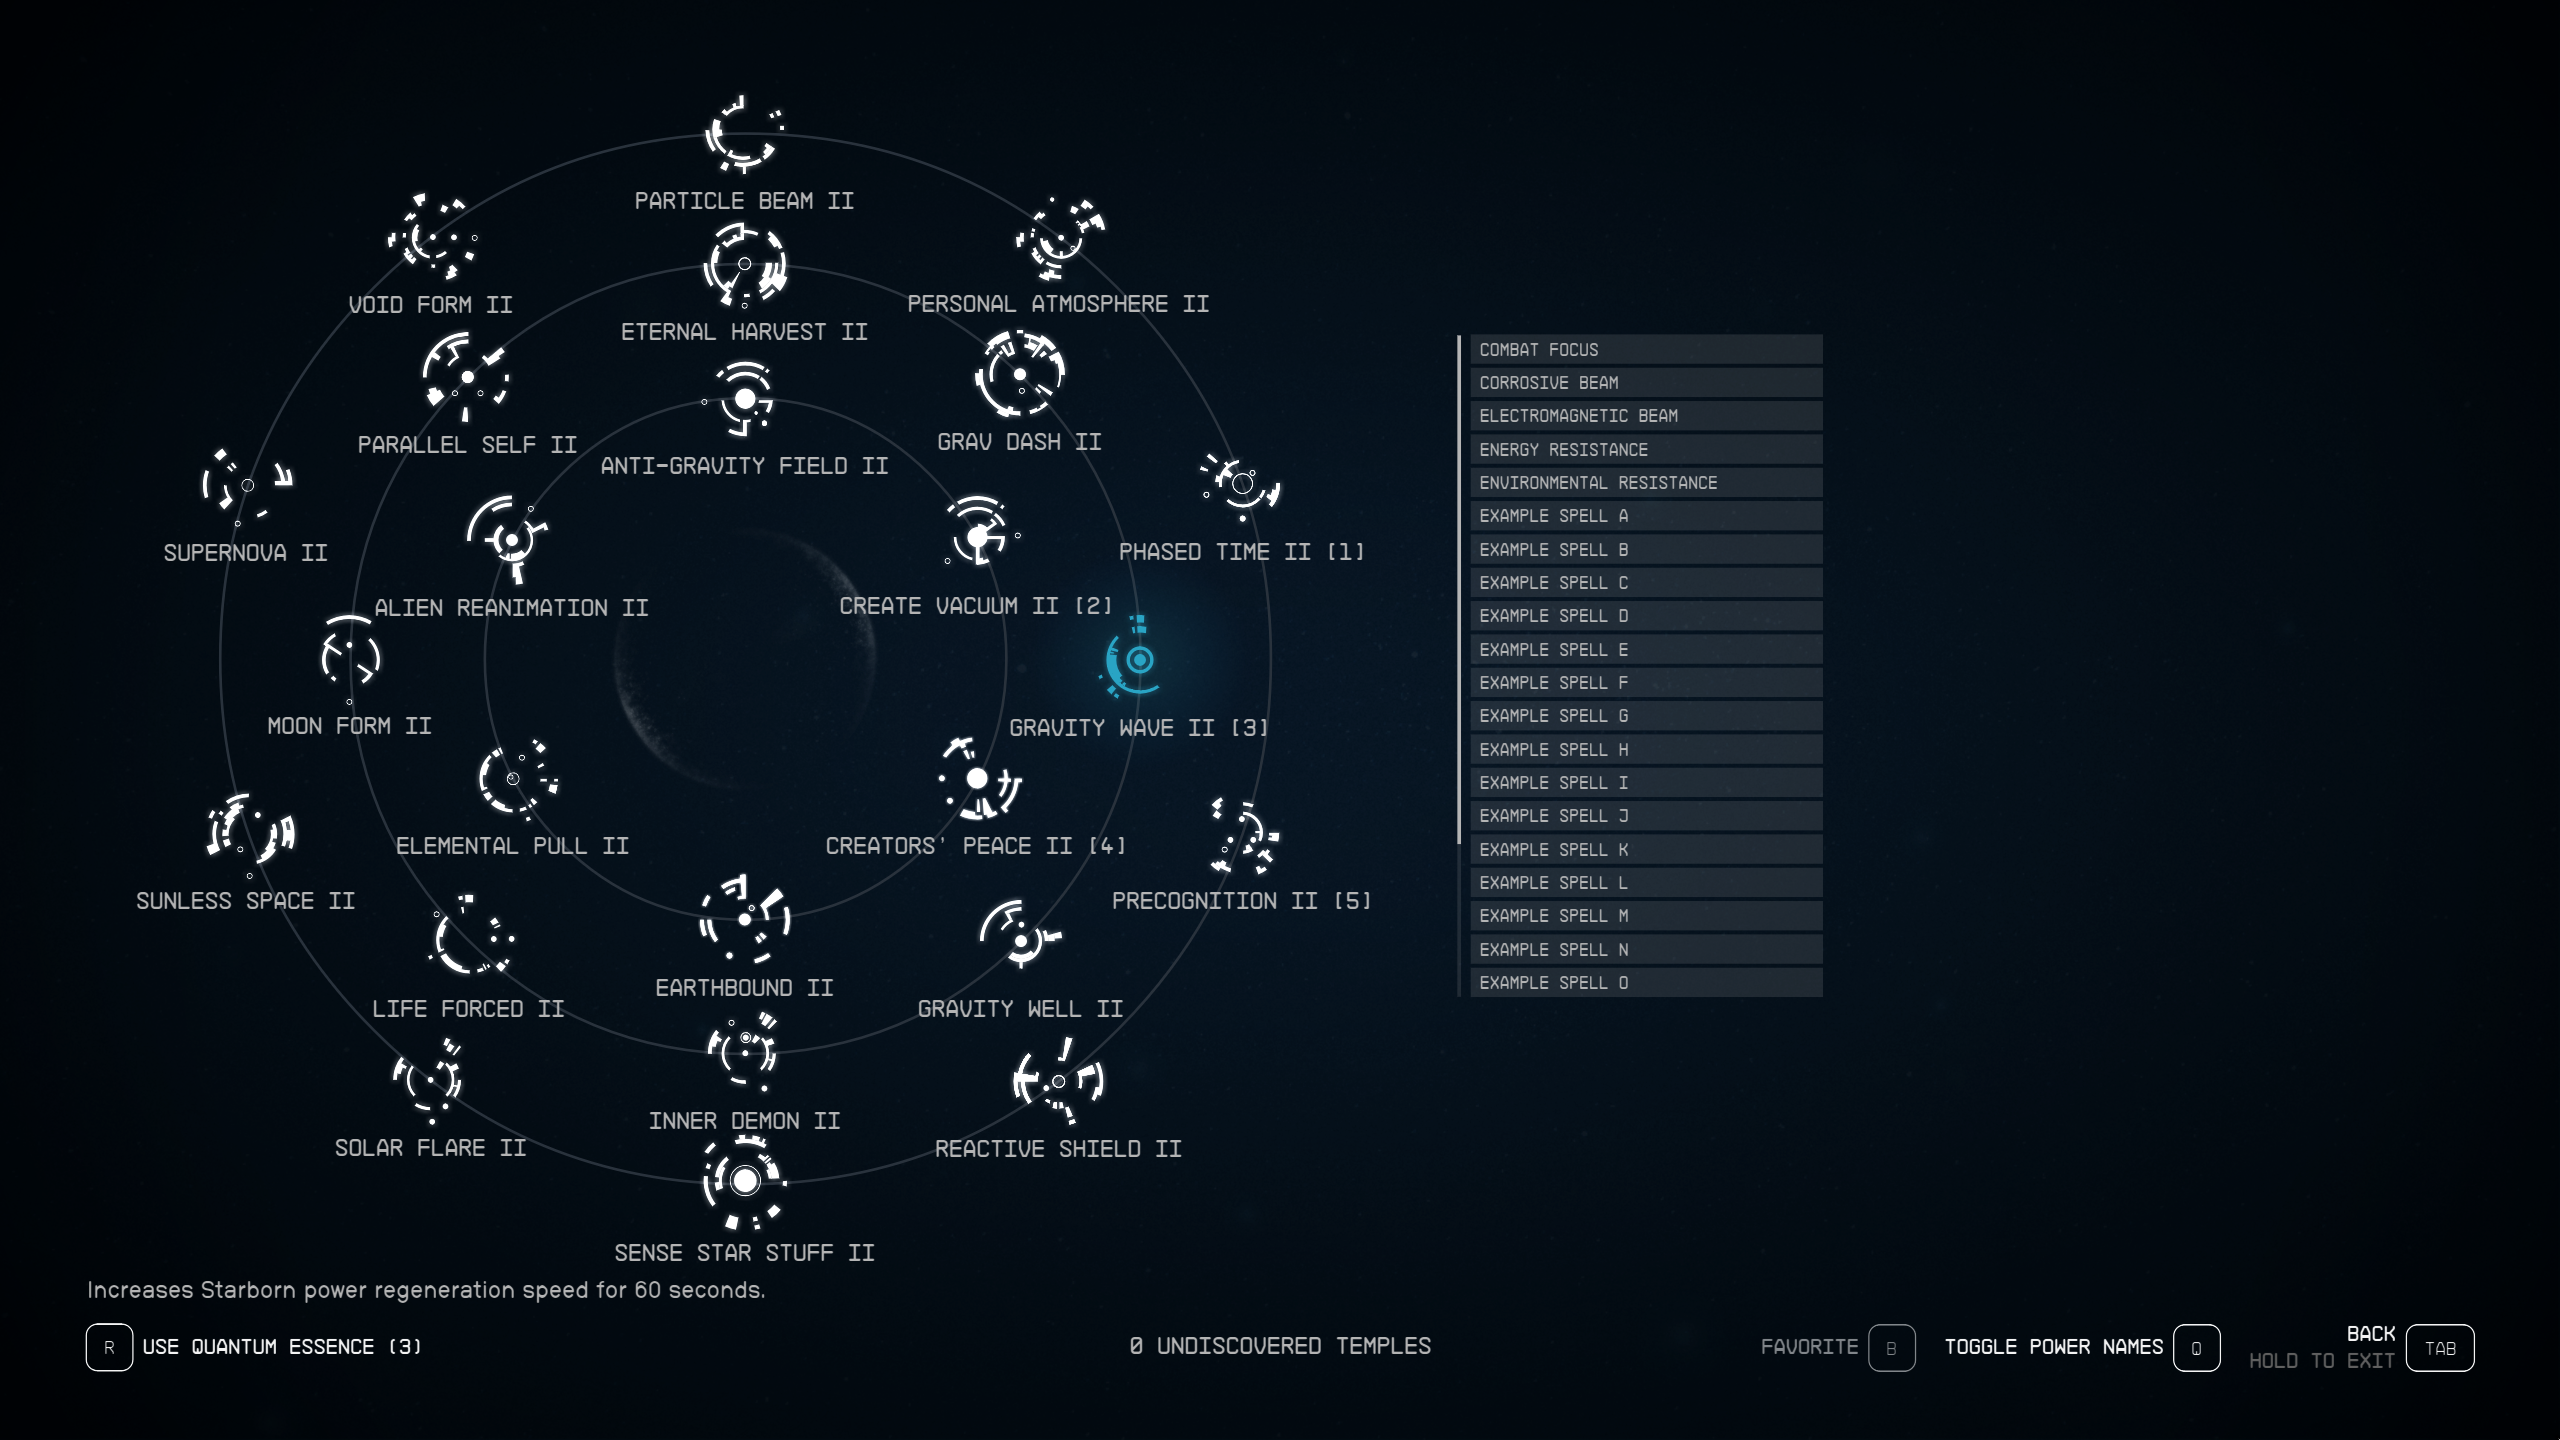 PARTICLE BEAM II
VOID FORM II
PERSONAL ATMOSPHERE II
ETERNAL HARVEST II
PARALLEL SELF II
GRAV DASH II
ANTI-GRAVITY FIELD II
SUPERNOVA II
PHASED TIME II [1]
ALIEN REANIMATION II
CREATE VACUUM II [2]
MOON FORM II
GRAVITY WAVE II [3]
ELEMENTAL PULL II
CREATORS' PEACE II [4]
SUNLESS SPACE II
PRECOGNITION II [5]
EARTHBOUND II
LIFE FORCED II
GRAVITY WELL II
INNER DEMON II
SOLAR FLARE II
REACTIVE SHIELD II
SENSE STAR STUFF II
COMBAT FOCUS
CORROSIVE BEAM
ELECTROMAGNETIC BEAM
ENERGY RESISTANCE
ENVIRONMENTAL RESISTANCE
EXAMPLE SPELL A
EXAMPLE SPELL B
EXAMPLE SPELL C
EXAMPLE SPELL D
EXAMPLE SPELL E
EXAMPLE SPELL F
EXAMPLE SPELL G
EXAMPLE SPELL H
EXAMPLE SPELL I
EXAMPLE SPELL J
EXAMPLE SPELL K
EXAMPLE SPELL L
EXAMPLE SPELL M
EXAMPLE SPELL N
EXAMPLE SPELL O
Increases Starborn power regeneration speed for 60 seconds.
R USE QUANTUM ESSENCE (3)
0 UNDISCOVERED TEMPLES
FAVORITE B
TOGGLE POWER NAMES Q
BACK
HOLD TO EXIT
TAB